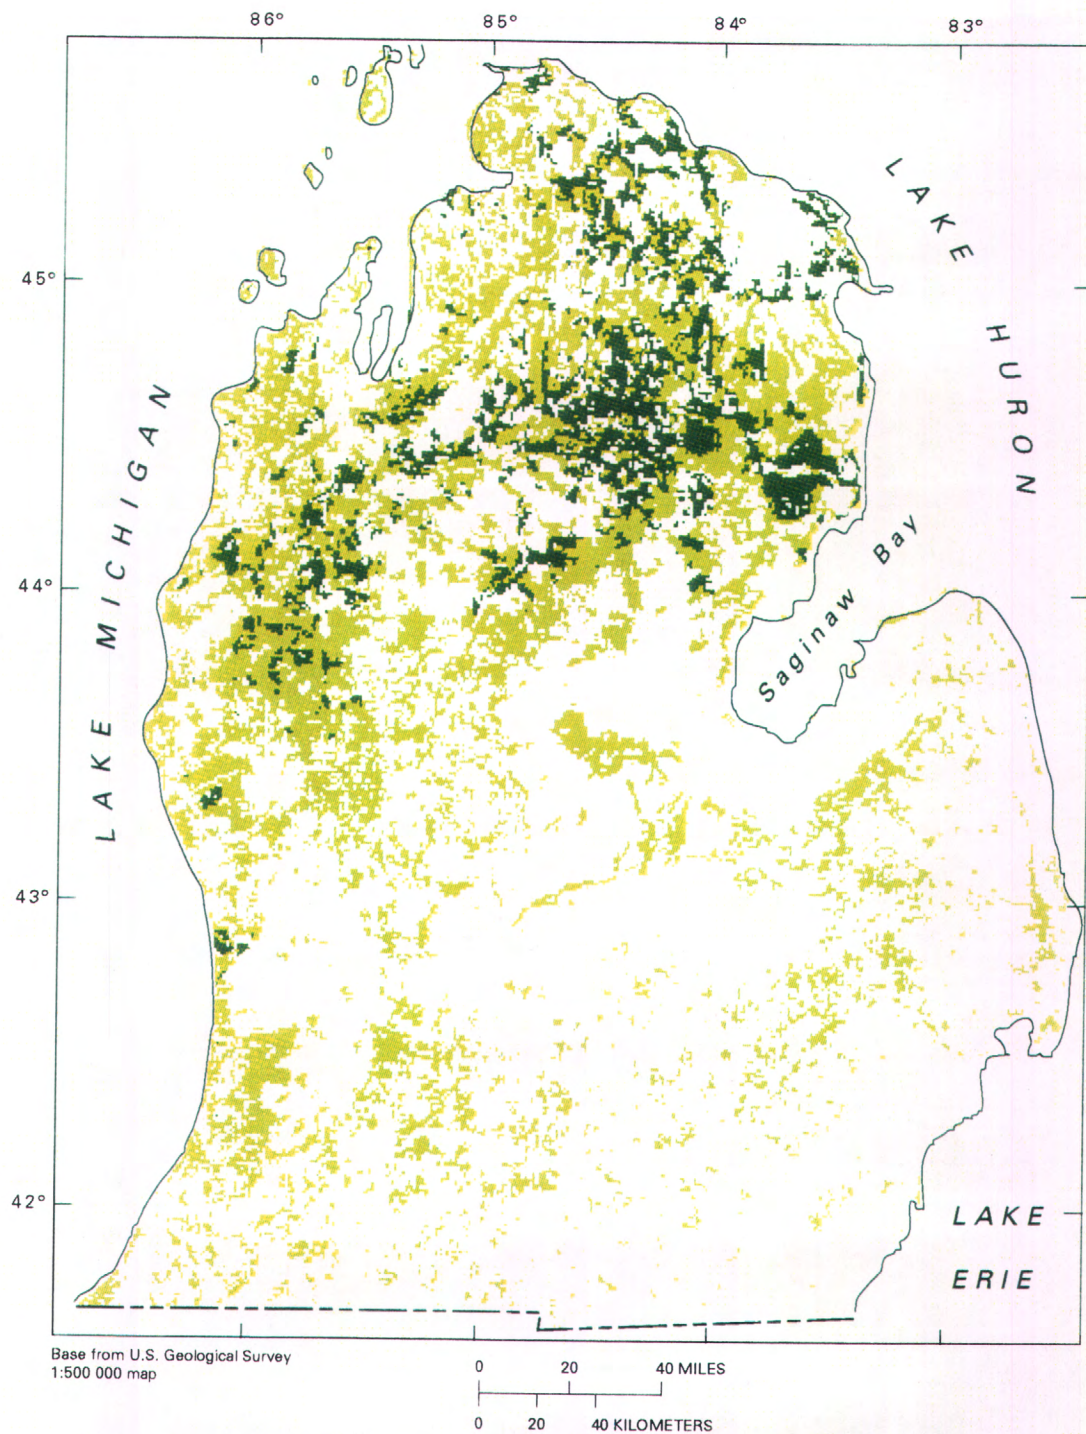 86° 85° 84° 83°
LAKE HURON
45°
LAKE MICHIGAN
Saginaw Bay
44°
43°
42°
LAKE
ERIE
Base from U.S. Geological Survey
1:500 000 map
0 20 40 MILES
0 20 40 KILOMETERS